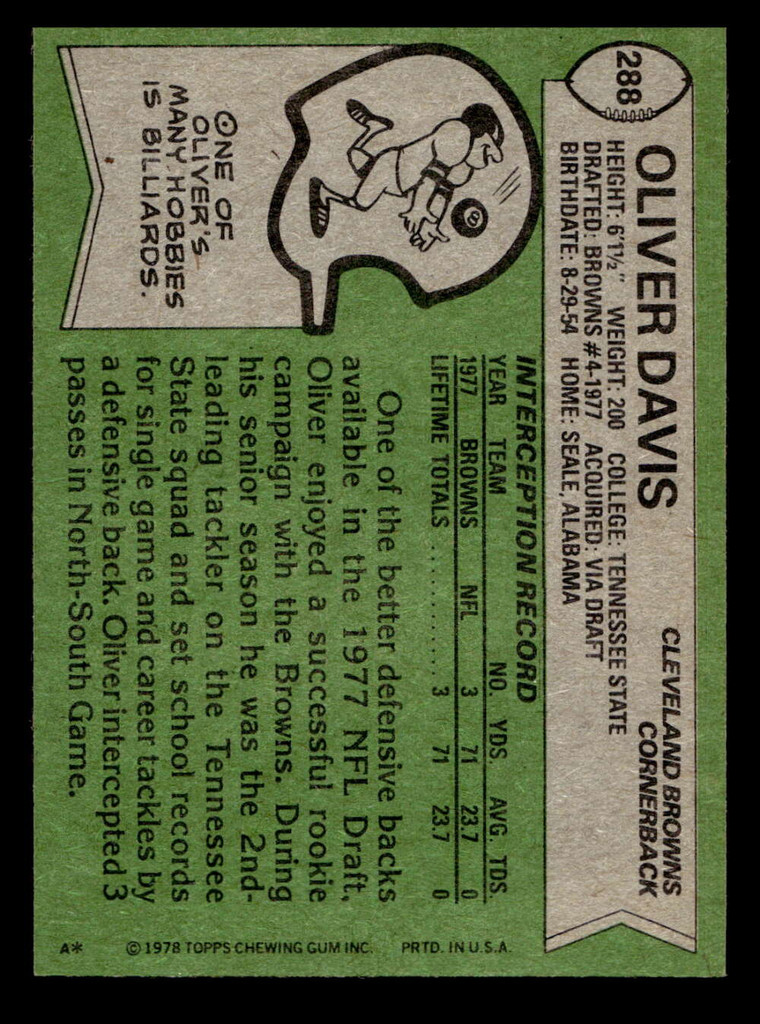 288
OLIVER DAVIS
CLEVELAND BROWNS
CORNERBACK
HEIGHT: 6'1½" WEIGHT: 200 COLLEGE: TENNESSEE STATE
DRAFTED: BROWNS #4-1977 ACQUIRED: VIA DRAFT
BIRTHDATE: 8-29-54 HOME: SEALE, ALABAMA
8
ONE OF
OLIVER'S
MANY HOBBIES
IS BILLIARDS.
INTERCEPTION RECORD
YEAR TEAM NO. YDS. AVG. TDS.
1977 BROWNS NFL 3 71 23.7 0
LIFETIME TOTALS .......... 3 71 23.7 0
One of the better defensive backs
available in the 1977 NFL Draft,
Oliver enjoyed a successful rookie
campaign with the Browns. During
his senior season he was the 2nd-
leading tackler on the Tennessee
State squad and set school records
for single game and career tackles by
a defensive back. Oliver intercepted 3
passes in North-South Game.
A* © 1978 TOPPS CHEWING GUM INC. PRTD. IN U.S.A.